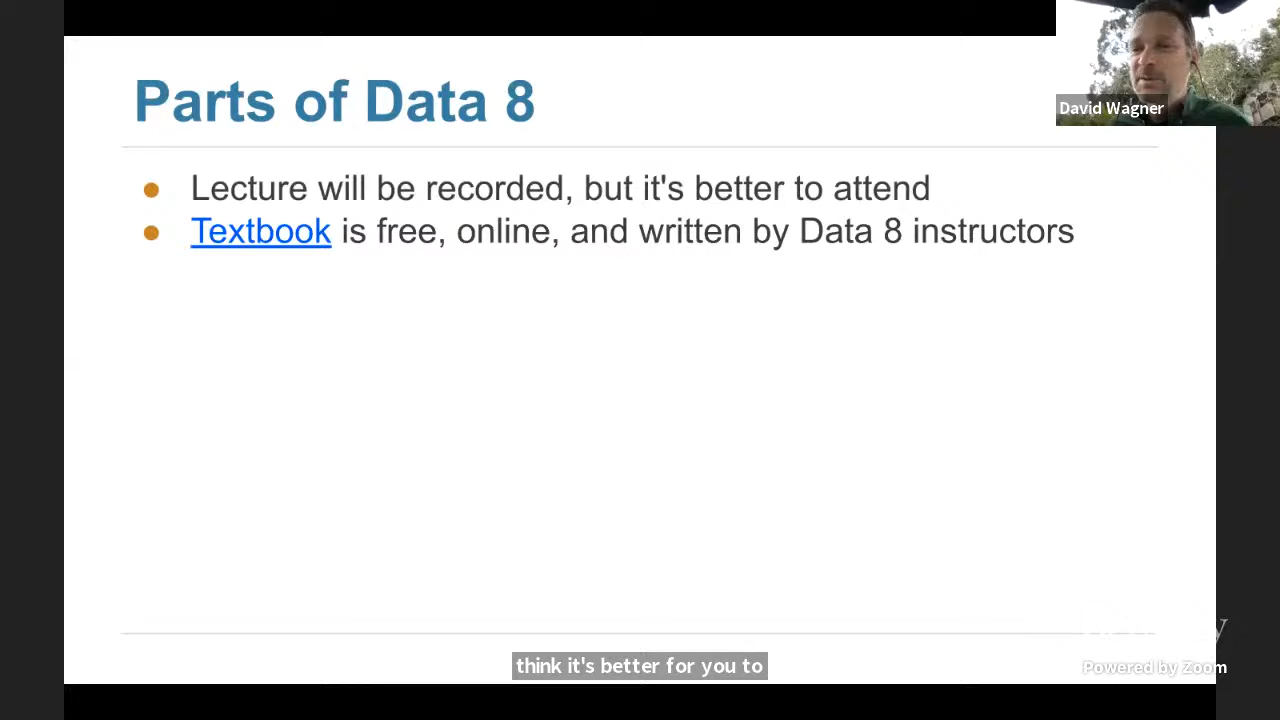 Parts of Data 8
David Wagner
Lecture will be recorded, but it's better to attend
Textbook is free, online, and written by Data 8 instructors
think it's better for you to
Powered by Zoom